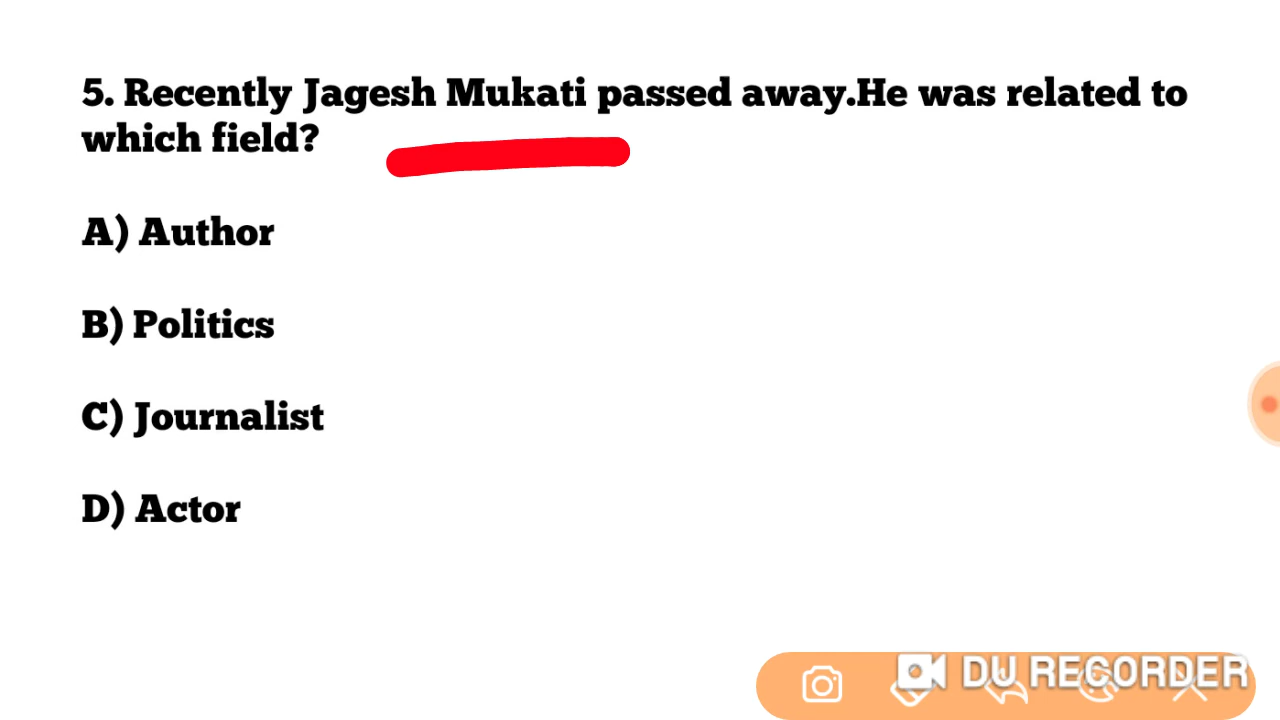 5. Recently Jagesh Mukati passed away.He was related to
which field?
A) Author
B) Politics
C) Journalist
D) Actor
DU RECORDER